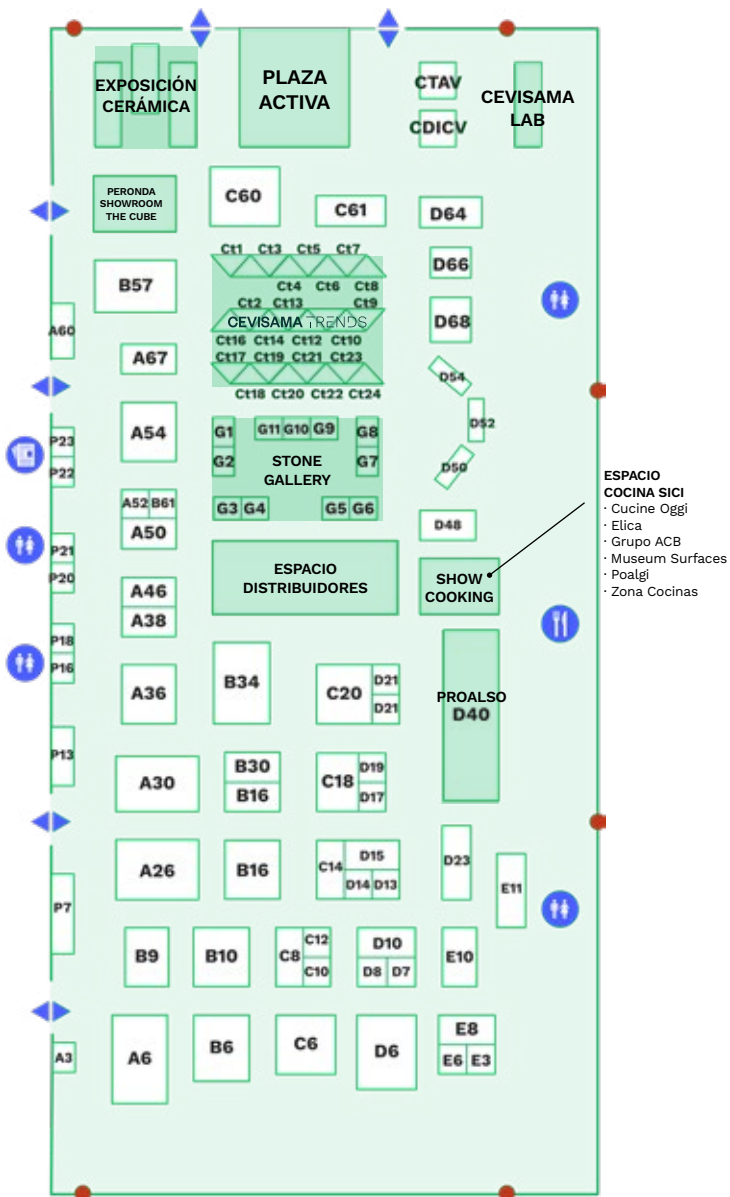 EXPOSICIÓN
CERÁMICA
PLAZA
ACTIVA
CTAV
CDICV
CEVISAMA
LAB
PERONDA
SHOWROOM
THE CUBE
C60
C61
D64
Ct1 Ct3 Ct5 Ct7
Ct4 Ct6 Ct8
Ct2 Ct13 Ct9
CEVISAMA TRENDS
Ct16 Ct14 Ct12 Ct10
Ct17 Ct19 Ct21 Ct23
Ct18 Ct20 Ct22 Ct24
D66
B57
A60
D68
A67
D54
A54
D52
P23
P22
G1 G11 G10 G9 G8
G2 G7
STONE
GALLERY
G3 G4 G5 G6
D50
ESPACIO
COCINA SICI
· Cucine Oggi
· Elica
· Grupo ACB
· Museum Surfaces
· Poalgi
· Zona Cocinas
A52 B61
A50
D48
P21
P20
ESPACIO
DISTRIBUIDORES
SHOW
COOKING
A46
A38
P18
P16
A36
B34
C20 D21
D21
PROALSO
D40
P13
A30
B30
B16
C18 D19
D17
A26
B16
C14 D15
D14 D13
D23
E11
P7
B9
B10
C8 C12
C10
D10
D8 D7
E10
A3
A6
B6
C6
D6
E8
E6 E3